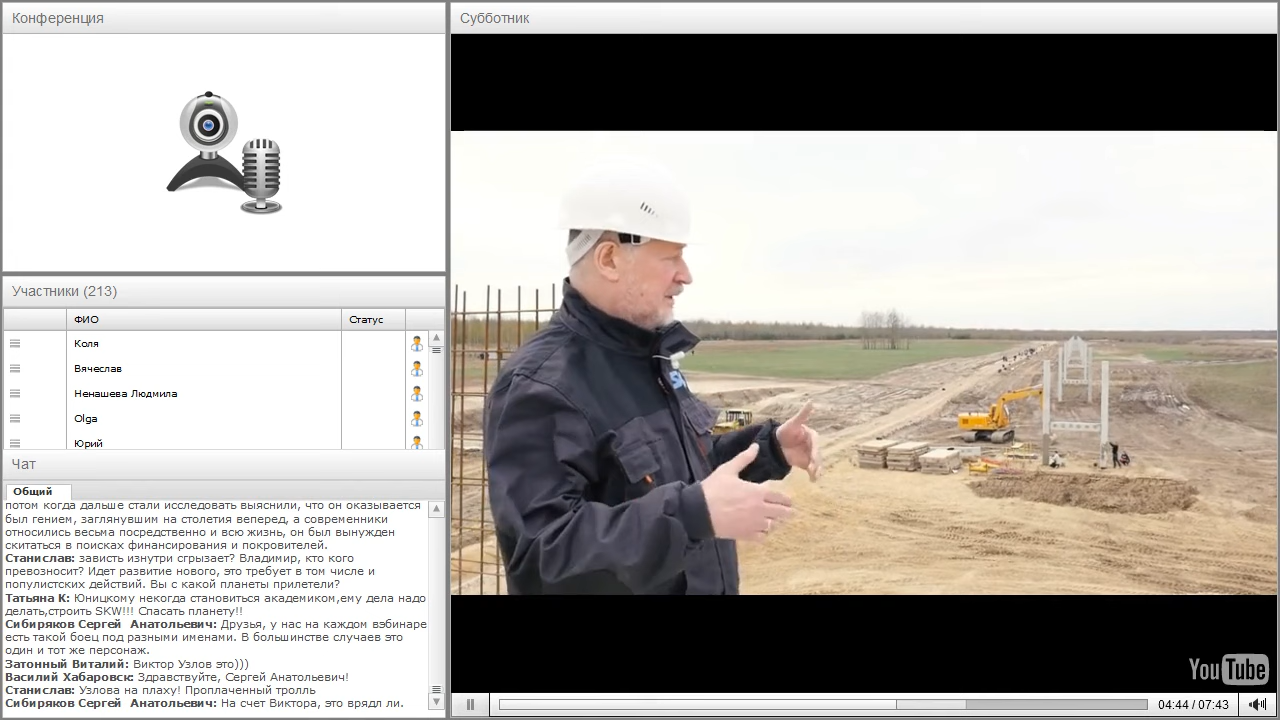 Конференция
Субботник
Участники (213)
ФИО
Статус
Коля
Вячеслав
Ненашева Людмила
Olga
Юрий
Чат
Общий
потом когда дальше стали исследовать выяснили, что он оказывается
был гением, заглянувшим на столетия веперед, а современники
относились весьма посредственно и всю жизнь, он был вынужден
скитаться в поисках финансирования и покровителей.
Станислав: зависть изнутри сгрызает? Владимир, кто кого
превозносит? Идет развитие нового, это требует в том числе и
популистских действий. Вы с какой планеты прилетели?
Татьяна К: Юницкому некогда становиться академиком,ему дела надо
делать,строить SKW!!! Спасать планету!!
Сибиряков Сергей Анатольевич: Друзья, у нас на каждом вэбинаре
есть такой боец под разными именами. В большинстве случаев это
один и тот же персонаж.
Затонный Виталий: Виктор Узлов это)))
Василий Хабаровск: Здравствуйте, Сергей Анатольевич!
Станислав: Узлова на плаху! Проплаченный тролль
Сибиряков Сергей Анатольевич: На счет Виктора, это врядл ли.
YouTube
04:44 / 07:43